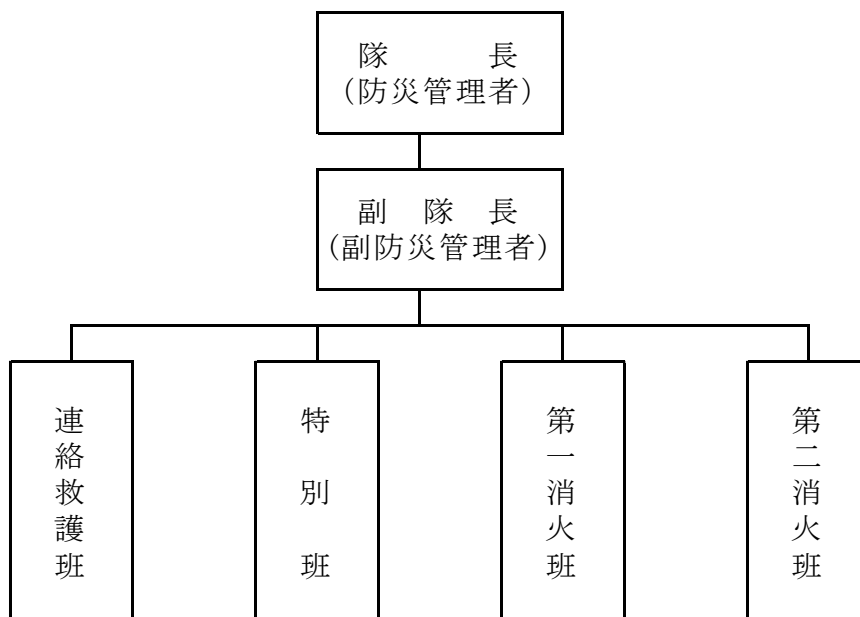 隊長
(防災管理者)
副隊長
(副防災管理者)
連絡救護班
特別班
第一消火班
第二消火班